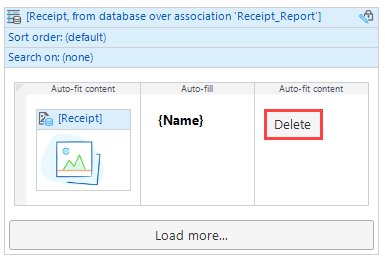 [Receipt, from database over association 'Receipt_Report']
Sort order: (default)
Search on: (none)
Auto-fit content
Auto-fill
Auto-fit content
[Receipt]
{Name}
Delete
Load more...